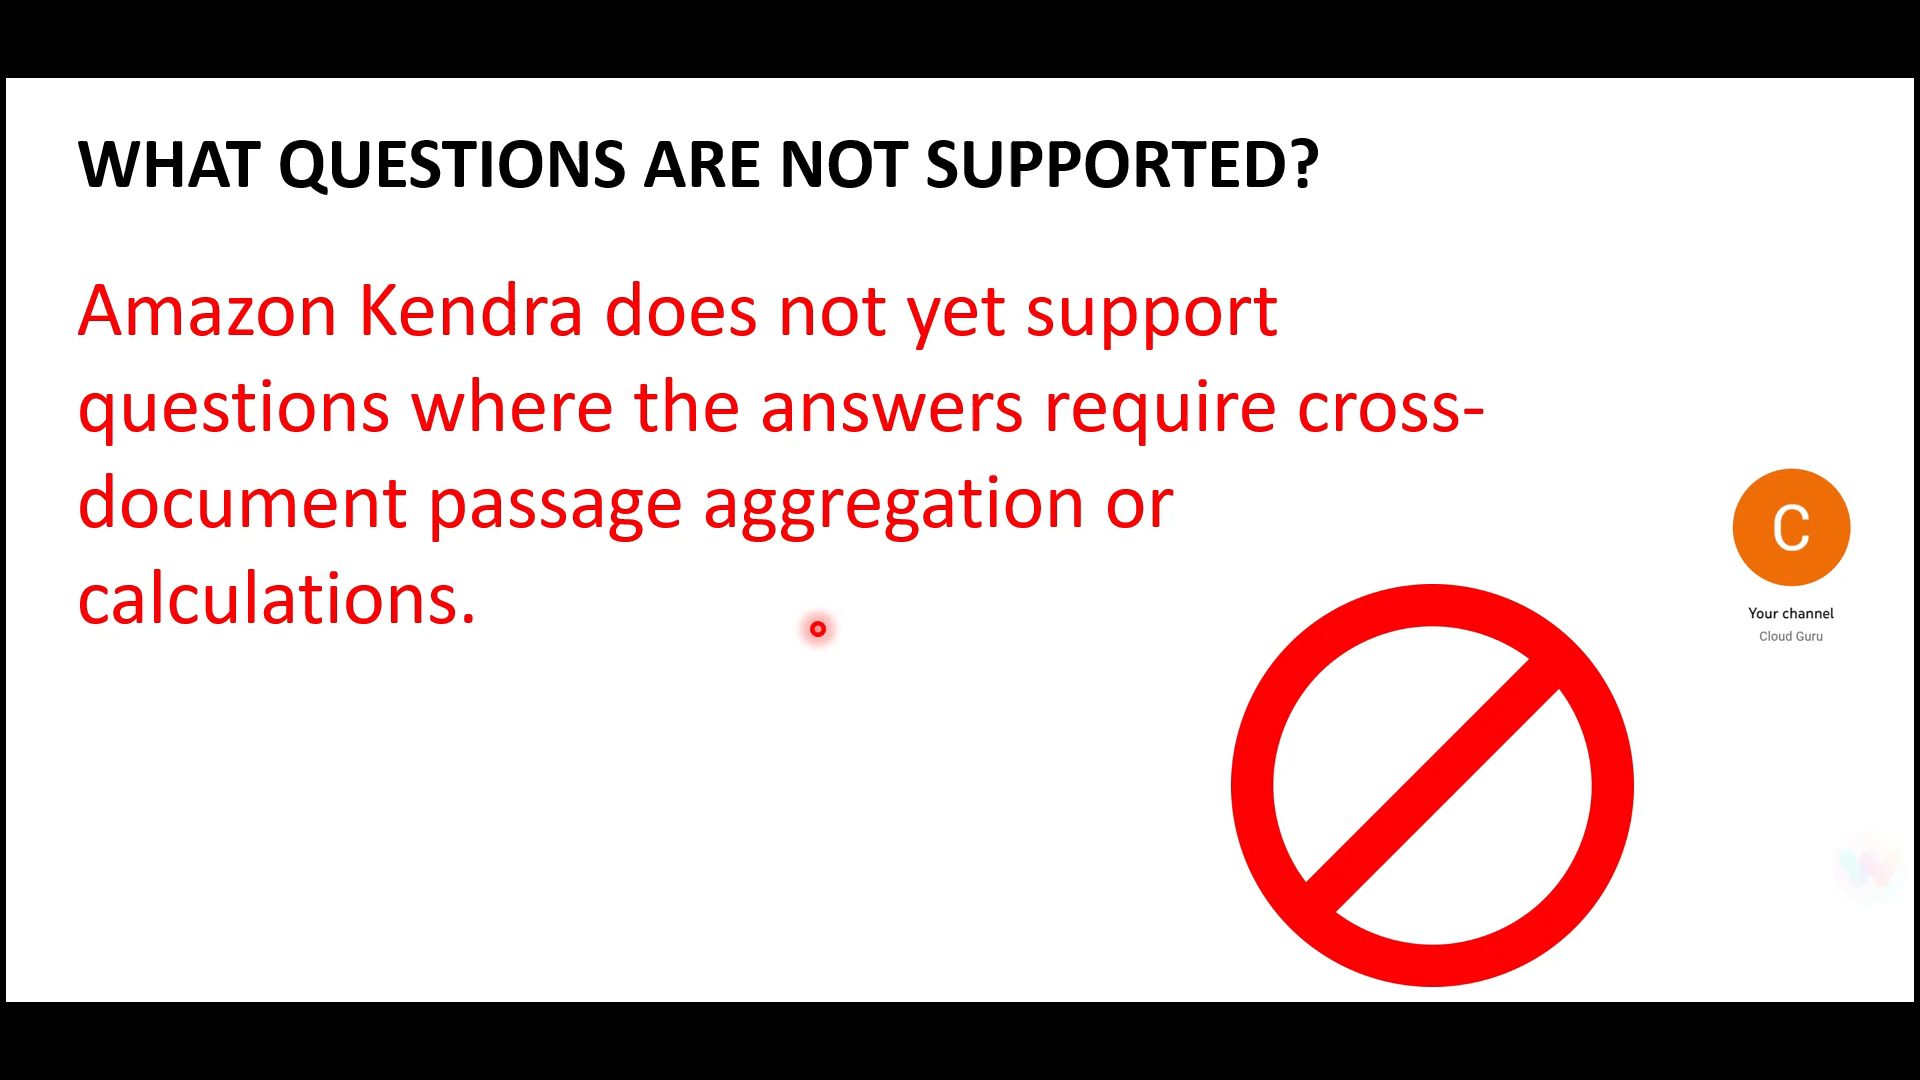 WHAT QUESTIONS ARE NOT SUPPORTED?
Amazon Kendra does not yet support
questions where the answers require cross-
document passage aggregation or
calculations.
C
Your channel
Cloud Guru